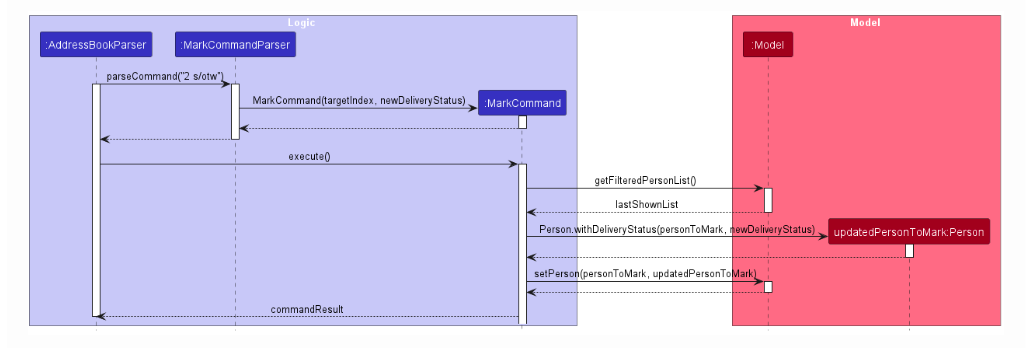 Logic
Model
:AddressBookParser
:MarkCommandParser
:Model
parseCommand("2 s/otw")
MarkCommand(targetIndex, newDeliveryStatus)
:MarkCommand
execute()
getFilteredPersonList()
lastShownList
Person.withDeliveryStatus(personToMark, newDeliveryStatus)
updatedPersonToMark:Person
setPerson(personToMark, updatedPersonToMark)
commandResult